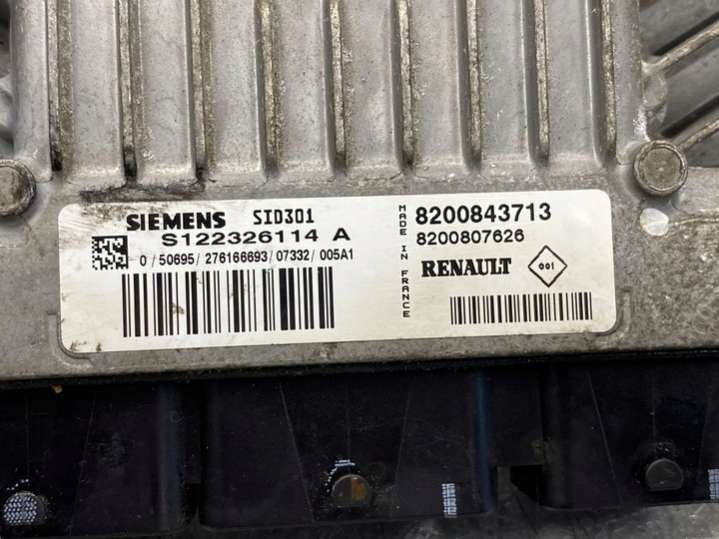 SIEMENS SID301
S122326114 A
0 / 50695 / 276166693 / 07332 / 005A1
MADE IN FRANCE
8200843713
8200807626
RENAULT 001